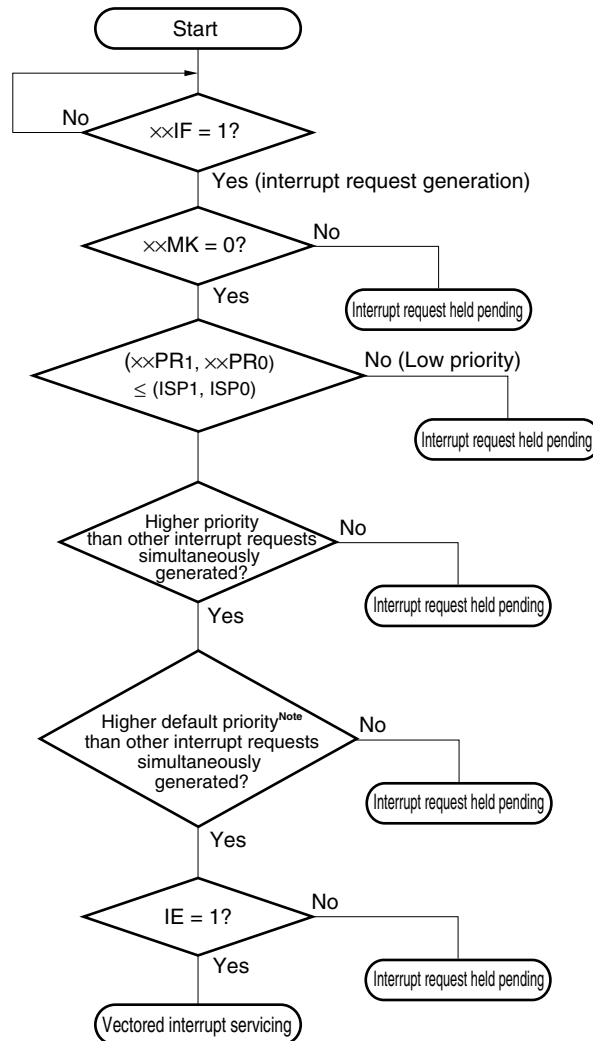 Start
No
××IF = 1?
Yes (interrupt request generation)
××MK = 0?
No
Yes
Interrupt request held pending
(××PR1, ××PR0)
≤ (ISP1, ISP0)
No (Low priority)
Interrupt request held pending
Higher priority
than other interrupt requests
simultaneously
generated?
No
Interrupt request held pending
Yes
Higher default priorityNote
than other interrupt requests
simultaneously
generated?
No
Interrupt request held pending
Yes
IE = 1?
No
Yes
Interrupt request held pending
Vectored interrupt servicing